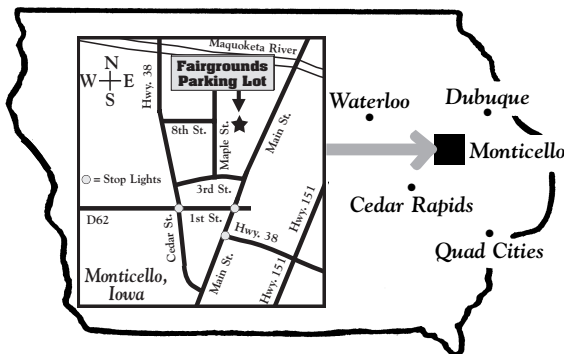 Maquoketa River
N
W E
S
Hwy. 38
Fairgrounds
Parking Lot
8th St.
Maple St.
Main St.
= Stop Lights
3rd St.
D62
1st St.
Cedar St.
Hwy. 38
Hwy. 151
Main St.
Hwy. 151
Monticello,
Iowa
Waterloo
Dubuque
Monticello
Cedar Rapids
Quad Cities